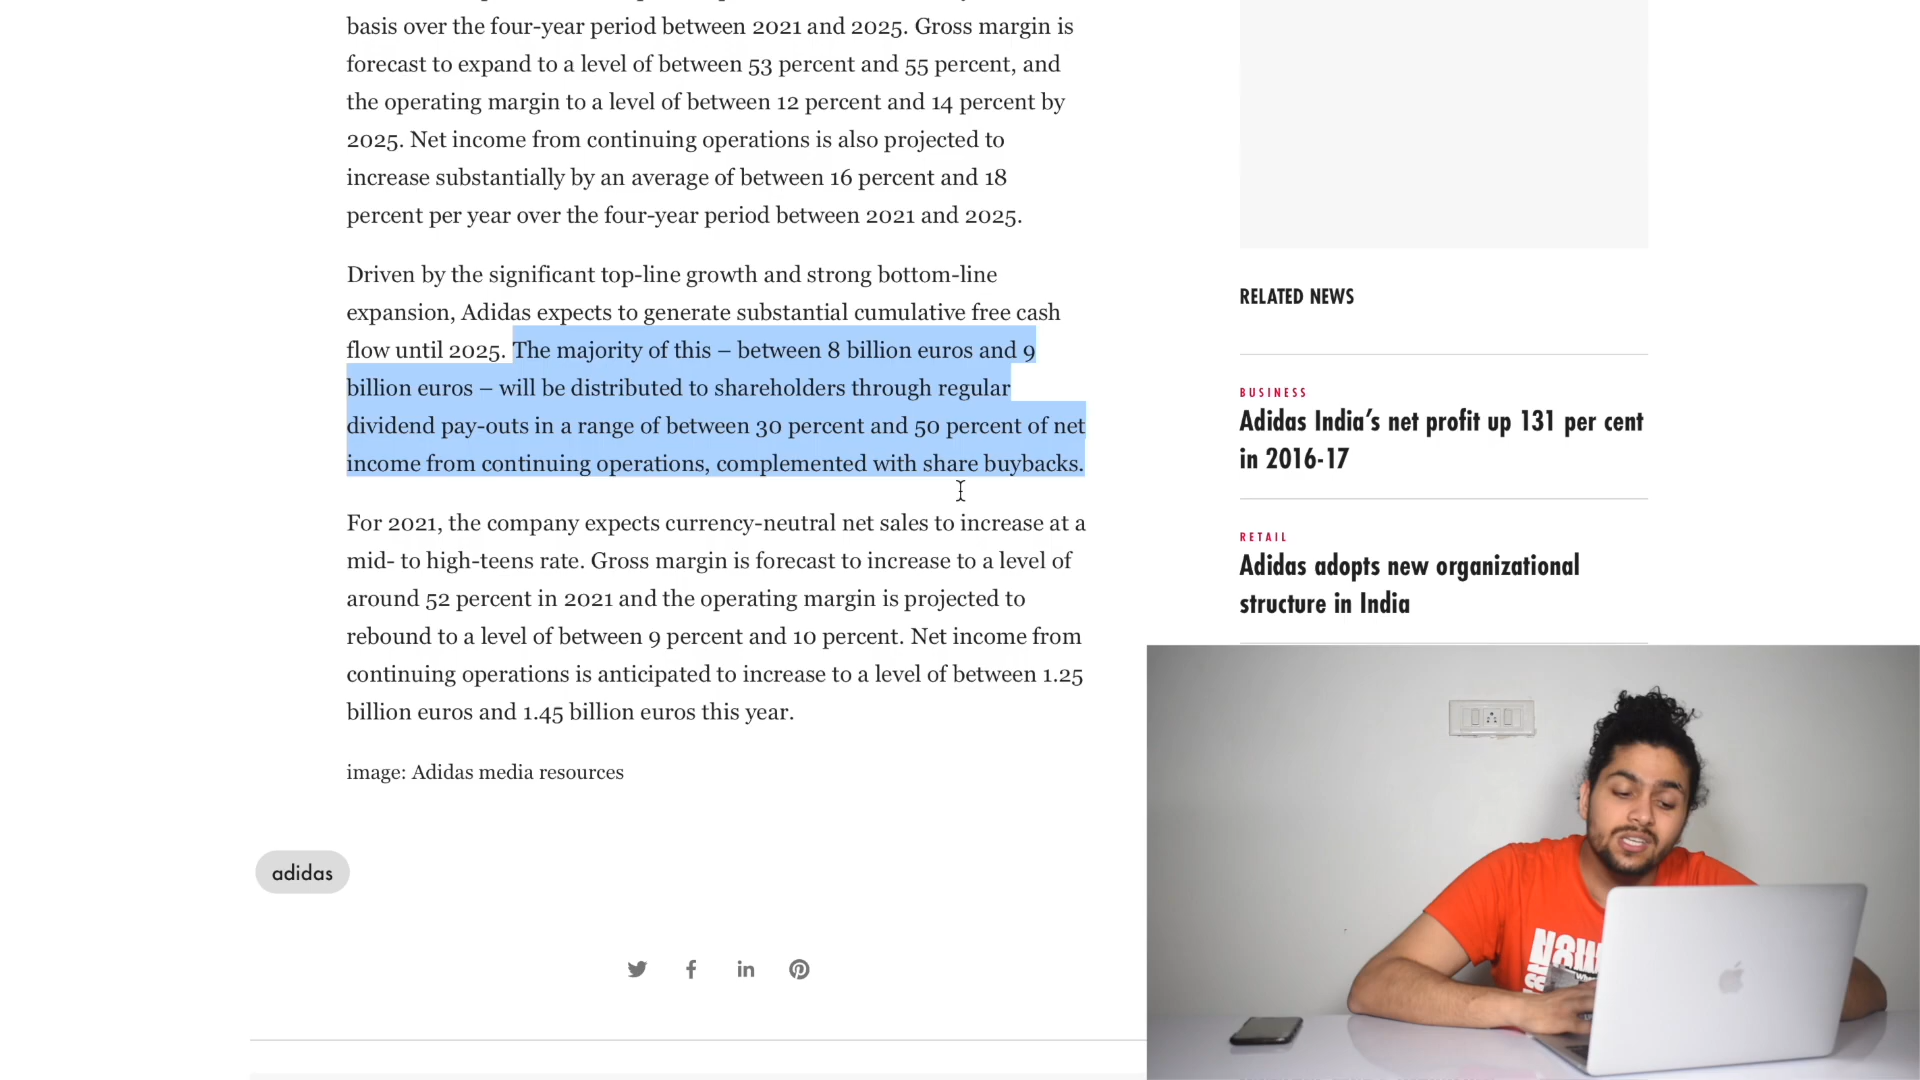 basis over the four-year period between 2021 and 2025. Gross margin is
forecast to expand to a level of between 53 percent and 55 percent, and
the operating margin to a level of between 12 percent and 14 percent by
2025. Net income from continuing operations is also projected to
increase substantially by an average of between 16 percent and 18
percent per year over the four-year period between 2021 and 2025.
Driven by the significant top-line growth and strong bottom-line
expansion, Adidas expects to generate substantial cumulative free cash
flow until 2025. The majority of this – between 8 billion euros and 9
billion euros – will be distributed to shareholders through regular
dividend pay-outs in a range of between 30 percent and 50 percent of net
income from continuing operations, complemented with share buybacks.
For 2021, the company expects currency-neutral net sales to increase at a
mid- to high-teens rate. Gross margin is forecast to increase to a level of
around 52 percent in 2021 and the operating margin is projected to
rebound to a level of between 9 percent and 10 percent. Net income from
continuing operations is anticipated to increase to a level of between 1.25
billion euros and 1.45 billion euros this year.
image: Adidas media resources
adidas
RELATED NEWS
BUSINESS
Adidas India’s net profit up 131 per cent
in 2016-17
RETAIL
Adidas adopts new organizational
structure in India